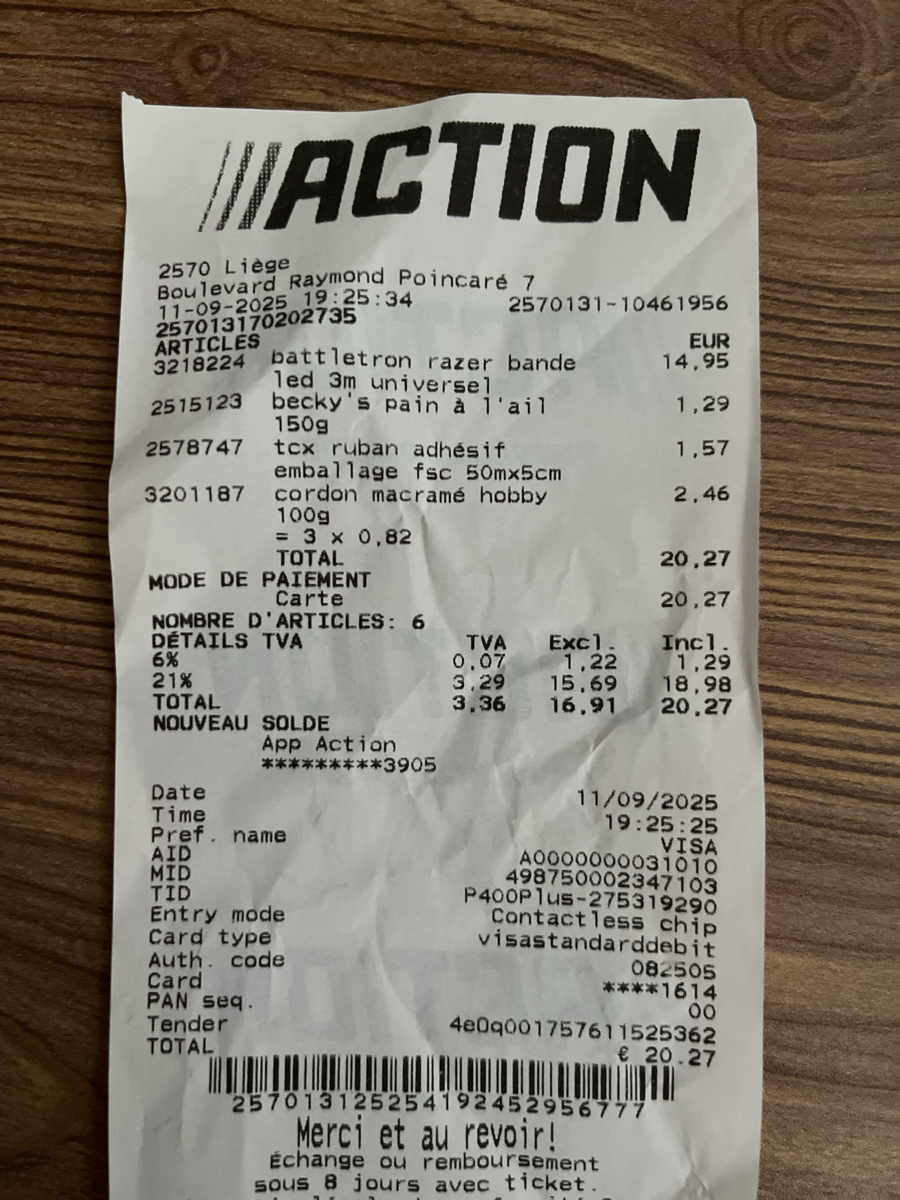 ACTION
2570 Liège
Boulevard Raymond Poincaré 7
11-09-2025 19:25:34 2570131-10461956
257013170202735
ARTICLES EUR
3218224 battletron razer bande 14,95
led 3m universel
2515123 becky's pain à l'ail 1,29
150g
2578747 tcx ruban adhésif 1,57
emballage fsc 50mx5cm
3201187 cordon macramé hobby 2,46
100g
= 3 x 0,82
TOTAL 20,27
MODE DE PAIEMENT
Carte 20,27
NOMBRE D'ARTICLES: 6
DÉTAILS TVA TVA Excl. Incl.
6% 0,07 1,22 1,29
21% 3,29 15,69 18,98
TOTAL 3,36 16,91 20,27
NOUVEAU SOLDE
App Action
*********3905
Date 11/09/2025
Time 19:25:25
Pref. name VISA
AID A0000000031010
MID 498750002347103
TID P400Plus-275319290
Entry mode Contactless chip
Card type visastandarddebit
Auth. code 082505
Card ****1614
PAN seq. 00
Tender 4e0q001757611525362
TOTAL € 20.27
257013125254192452956777
Merci et au revoir!
Échange ou remboursement
sous 8 jours avec ticket.